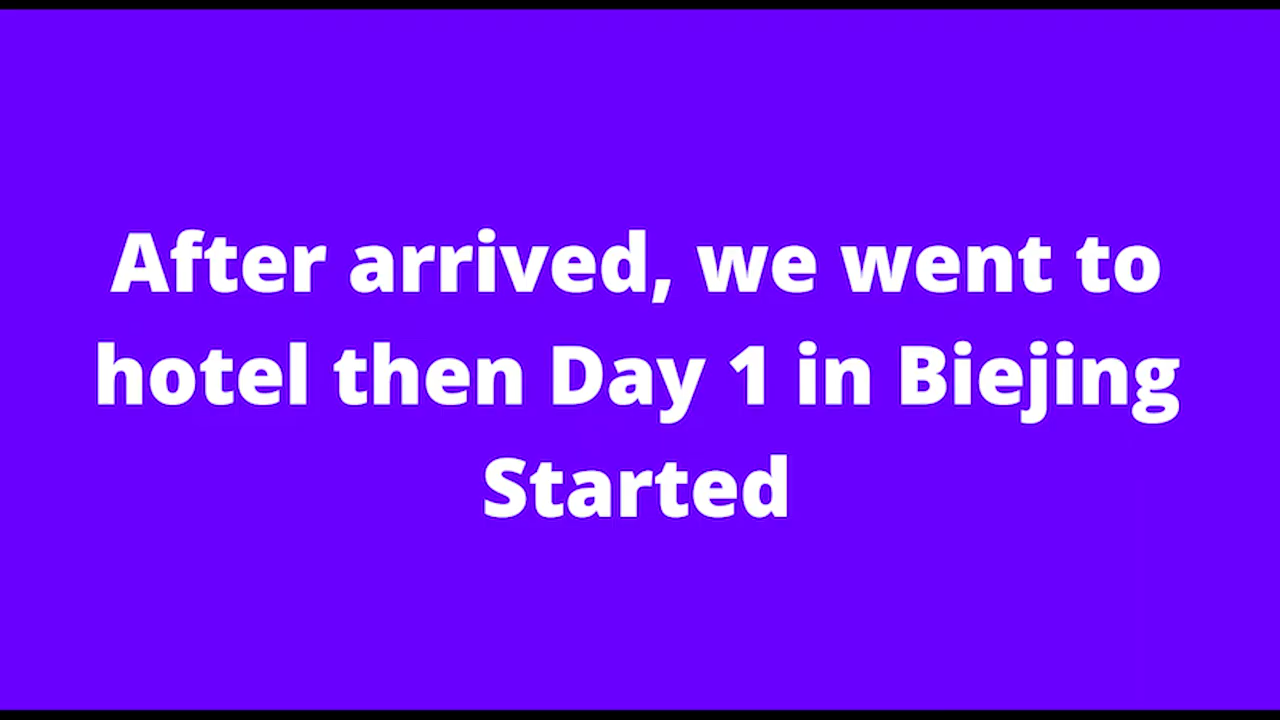 After arrived, we went to
hotel then Day 1 in Biejing
Started